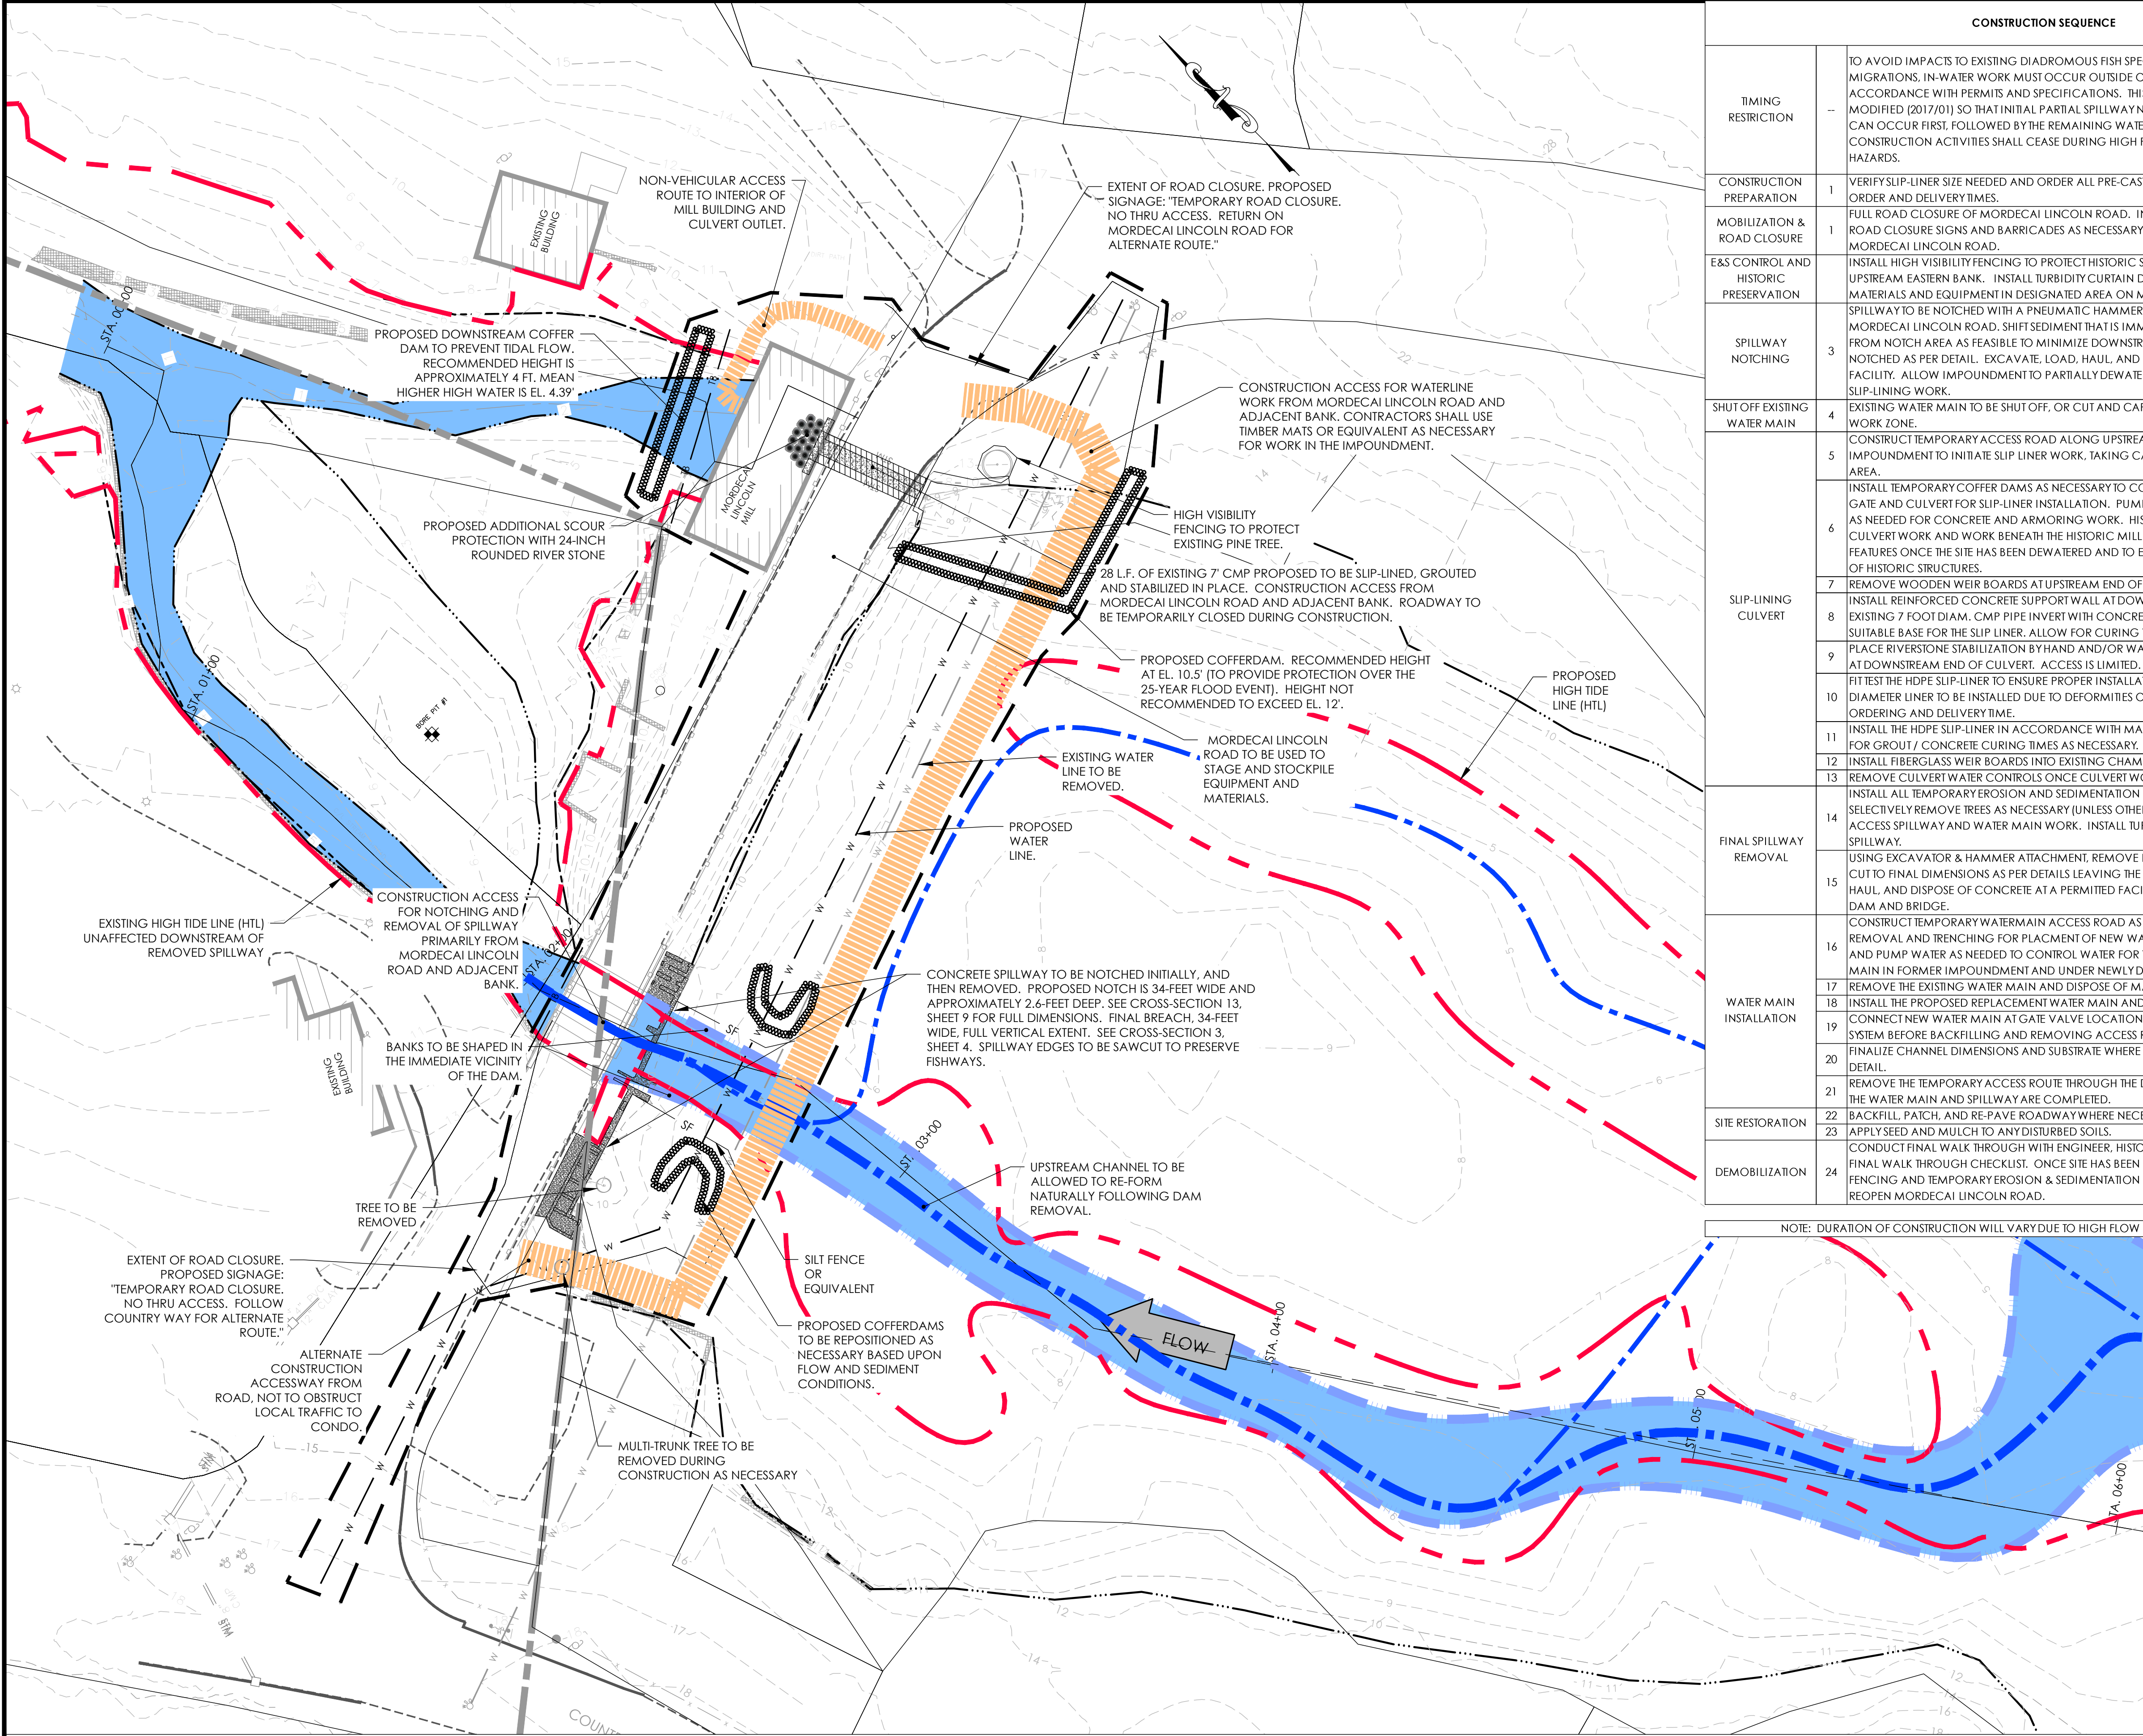 NON-VEHICULAR ACCESS
ROUTE TO INTERIOR OF
MILL BUILDING AND
CULVERT OUTLET.
EXTENT OF ROAD CLOSURE. PROPOSED
SIGNAGE: "TEMPORARY ROAD CLOSURE.
NO THRU ACCESS. RETURN ON
MORDECAI LINCOLN ROAD FOR
ALTERNATE ROUTE."
EXISTING
BUILDING
STA. 00+00
PROPOSED DOWNSTREAM COFFER
DAM TO PREVENT TIDAL FLOW.
RECOMMENDED HEIGHT IS
APPROXIMATELY 4 FT. MEAN
HIGHER HIGH WATER IS EL. 4.39'
CONSTRUCTION ACCESS FOR WATERLINE
WORK FROM MORDECAI LINCOLN ROAD AND
ADJACENT BANK. CONTRACTORS SHALL USE
TIMBER MATS OR EQUIVALENT AS NECESSARY
FOR WORK IN THE IMPOUNDMENT.
MORDECAI
LINCOLN
MILL
PROPOSED ADDITIONAL SCOUR
PROTECTION WITH 24-INCH
ROUNDED RIVER STONE
HIGH VISIBILITY
FENCING TO PROTECT
EXISTING PINE TREE.
28 L.F. OF EXISTING 7' CMP PROPOSED TO BE SLIP-LINED, GROUTED
AND STABILIZED IN PLACE. CONSTRUCTION ACCESS FROM
MORDECAI LINCOLN ROAD AND ADJACENT BANK. ROADWAY TO
BE TEMPORARILY CLOSED DURING CONSTRUCTION.
PROPOSED COFFERDAM. RECOMMENDED HEIGHT
AT EL. 10.5' (TO PROVIDE PROTECTION OVER THE
25-YEAR FLOOD EVENT). HEIGHT NOT
RECOMMENDED TO EXCEED EL. 12'.
PROPOSED
HIGH TIDE
LINE (HTL)
STA. 01+00
BORE PIT #1
MORDECAI LINCOLN
ROAD TO BE USED TO
STAGE AND STOCKPILE
EQUIPMENT AND
MATERIALS.
EXISTING WATER
LINE TO BE
REMOVED.
PROPOSED
WATER
LINE.
CONSTRUCTION ACCESS
FOR NOTCHING AND
REMOVAL OF SPILLWAY
PRIMARILY FROM
MORDECAI LINCOLN
ROAD AND ADJACENT
BANK.
EXISTING HIGH TIDE LINE (HTL)
UNAFFECTED DOWNSTREAM OF
REMOVED SPILLWAY
STA. 02+00
CONCRETE SPILLWAY TO BE NOTCHED INITIALLY, AND
THEN REMOVED. PROPOSED NOTCH IS 34-FEET WIDE AND
APPROXIMATELY 2.6-FEET DEEP. SEE CROSS-SECTION 13,
SHEET 9 FOR FULL DIMENSIONS. FINAL BREACH, 34-FEET
WIDE, FULL VERTICAL EXTENT. SEE CROSS-SECTION 3,
SHEET 4. SPILLWAY EDGES TO BE SAWCUT TO PRESERVE
FISHWAYS.
BANKS TO BE SHAPED IN
THE IMMEDIATE VICINITY
OF THE DAM.
EXISTING
BUILDING
SF
SF
03+00
UPSTREAM CHANNEL TO BE
ALLOWED TO RE-FORM
NATURALLY FOLLOWING DAM
REMOVAL.
TREE TO BE
REMOVED
EXTENT OF ROAD CLOSURE.
PROPOSED SIGNAGE:
"TEMPORARY ROAD CLOSURE.
NO THRU ACCESS. FOLLOW
COUNTRY WAY FOR ALTERNATE
ROUTE."
SILT FENCE
OR
EQUIVALENT
PROPOSED COFFERDAMS
TO BE REPOSITIONED AS
NECESSARY BASED UPON
FLOW AND SEDIMENT
CONDITIONS.
FLOW
STA. 04+00
ALTERNATE
CONSTRUCTION
ACCESSWAY FROM
ROAD, NOT TO OBSTRUCT
LOCAL TRAFFIC TO
CONDO.
MULTI-TRUNK TREE TO BE
REMOVED DURING
CONSTRUCTION AS NECESSARY
06+00
CONSTRUCTION SEQUENCE
TIMING
RESTRICTION
--
TO AVOID IMPACTS TO EXISTING DIADROMOUS FISH
MIGRATIONS, IN-WATER WORK MUST OCCUR OUTSIDE
ACCORDANCE WITH PERMITS AND SPECIFICATIONS.
MODIFIED (2017/01) SO THAT INITIAL PARTIAL SPILLWAY
CAN OCCUR FIRST, FOLLOWED BY THE REMAINING
CONSTRUCTION ACTIVITIES SHALL CEASE DURING HIGH
HAZARDS.
CONSTRUCTION
PREPARATION
1
VERIFY SLIP-LINER SIZE NEEDED AND ORDER ALL
ORDER AND DELIVERY TIMES.
MOBILIZATION &
ROAD CLOSURE
1
FULL ROAD CLOSURE OF MORDECAI LINCOLN ROAD.
ROAD CLOSURE SIGNS AND BARRICADES AS NECESSARY
MORDECAI LINCOLN ROAD.
E&S CONTROL AND
HISTORIC
PRESERVATION
INSTALL HIGH VISIBILITY FENCING TO PROTECT HISTORIC
UPSTREAM EASTERN BANK. INSTALL TURBIDITY CURTAIN
MATERIALS AND EQUIPMENT IN DESIGNATED AREA ON
SPILLWAY
NOTCHING
3
SPILLWAY TO BE NOTCHED WITH A PNEUMATIC HAMMER
MORDECAI LINCOLN ROAD. SHIFT SEDIMENT THAT IS
FROM NOTCH AREA AS FEASIBLE TO MINIMIZE
NOTCHED AS PER DETAIL. EXCAVATE, LOAD, HAUL, AND
FACILITY. ALLOW IMPOUNDMENT TO PARTIALLY
SLIP-LINING WORK.
SHUT OFF EXISTING
WATER MAIN
4
EXISTING WATER MAIN TO BE SHUT OFF, OR CUT AND
WORK ZONE.
SLIP-LINING
CULVERT
5
CONSTRUCT TEMPORARY ACCESS ROAD ALONG
IMPOUNDMENT TO INITIATE SLIP LINER WORK, TAKING
AREA.
6
INSTALL TEMPORARY COFFER DAMS AS NECESSARY TO
GATE AND CULVERT FOR SLIP-LINER INSTALLATION.
AS NEEDED FOR CONCRETE AND ARMORING WORK.
CULVERT WORK AND WORK BENEATH THE HISTORIC MILL
FEATURES ONCE THE SITE HAS BEEN DEWATERED AND TO
OF HISTORIC STRUCTURES.
7
REMOVE WOODEN WEIR BOARDS AT UPSTREAM END OF
8
INSTALL REINFORCED CONCRETE SUPPORT WALL AT
EXISTING 7 FOOT DIAM. CMP PIPE INVERT WITH
SUITABLE BASE FOR THE SLIP LINER. ALLOW FOR CURING
9
PLACE RIVERSTONE STABILIZATION BY HAND AND/OR
AT DOWNSTREAM END OF CULVERT. ACCESS IS LIMITED.
10
FIT TEST THE HDPE SLIP-LINER TO ENSURE PROPER
DIAMETER LINER TO BE INSTALLED DUE TO DEFORMITIES
ORDERING AND DELIVERY TIME.
11
INSTALL THE HDPE SLIP-LINER IN ACCORDANCE WITH
FOR GROUT / CONCRETE CURING TIMES AS NECESSARY.
12
INSTALL FIBERGLASS WEIR BOARDS INTO EXISTING
13
REMOVE CULVERT WATER CONTROLS ONCE CULVERT
FINAL SPILLWAY
REMOVAL
14
INSTALL ALL TEMPORARY EROSION AND SEDIMENTATION
SELECTIVELY REMOVE TREES AS NECESSARY (UNLESS
ACCESS SPILLWAY AND WATER MAIN WORK. INSTALL
SPILLWAY.
15
USING EXCAVATOR & HAMMER ATTACHMENT, REMOVE
CUT TO FINAL DIMENSIONS AS PER DETAILS LEAVING THE
HAUL, AND DISPOSE OF CONCRETE AT A PERMITTED
DAM AND BRIDGE.
WATER MAIN
INSTALLATION
16
CONSTRUCT TEMPORARY WATERMAIN ACCESS ROAD AS
REMOVAL AND TRENCHING FOR PLACMENT OF NEW
AND PUMP WATER AS NEEDED TO CONTROL WATER FOR
MAIN IN FORMER IMPOUNDMENT AND UNDER
17
REMOVE THE EXISTING WATER MAIN AND DISPOSE OF
18
INSTALL THE PROPOSED REPLACEMENT WATER MAIN AND
19
CONNECT NEW WATER MAIN AT GATE VALVE
SYSTEM BEFORE BACKFILLING AND REMOVING ACCESS
20
FINALIZE CHANNEL DIMENSIONS AND SUBSTRATE WHERE
DETAIL.
21
REMOVE THE TEMPORARY ACCESS ROUTE THROUGH THE
THE WATER MAIN AND SPILLWAY ARE COMPLETED.
SITE RESTORATION
22
BACKFILL, PATCH, AND RE-PAVE ROADWAY WHERE
23
APPLY SEED AND MULCH TO ANY DISTURBED SOILS.
DEMOBILIZATION
24
CONDUCT FINAL WALK THROUGH WITH ENGINEER,
FINAL WALK THROUGH CHECKLIST. ONCE SITE HAS BEEN
FENCING AND TEMPORARY EROSION & SEDIMENTATION
REOPEN MORDECAI LINCOLN ROAD.
NOTE: DURATION OF CONSTRUCTION WILL VARY DUE TO HIGH FLOW